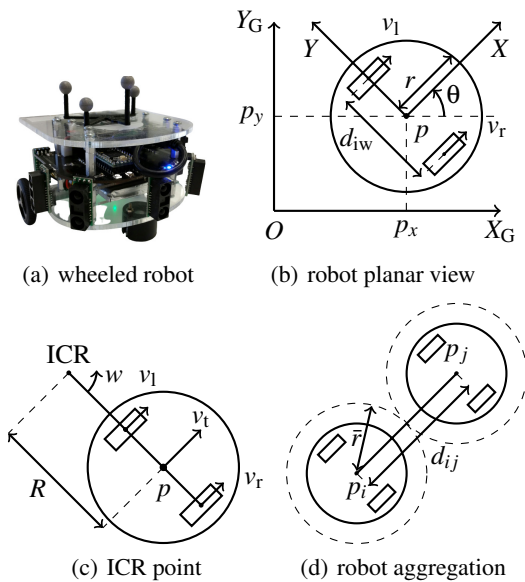 Y_G
Y
v_l
X
r
θ
p_y
p
v_r
d_iw
O
p_x
X_G
(a) wheeled robot
(b) robot planar view
ICR
w
v_l
v_t
R
p
v_r
p_j
r̄
d_ij
p_i
(c) ICR point
(d) robot aggregation